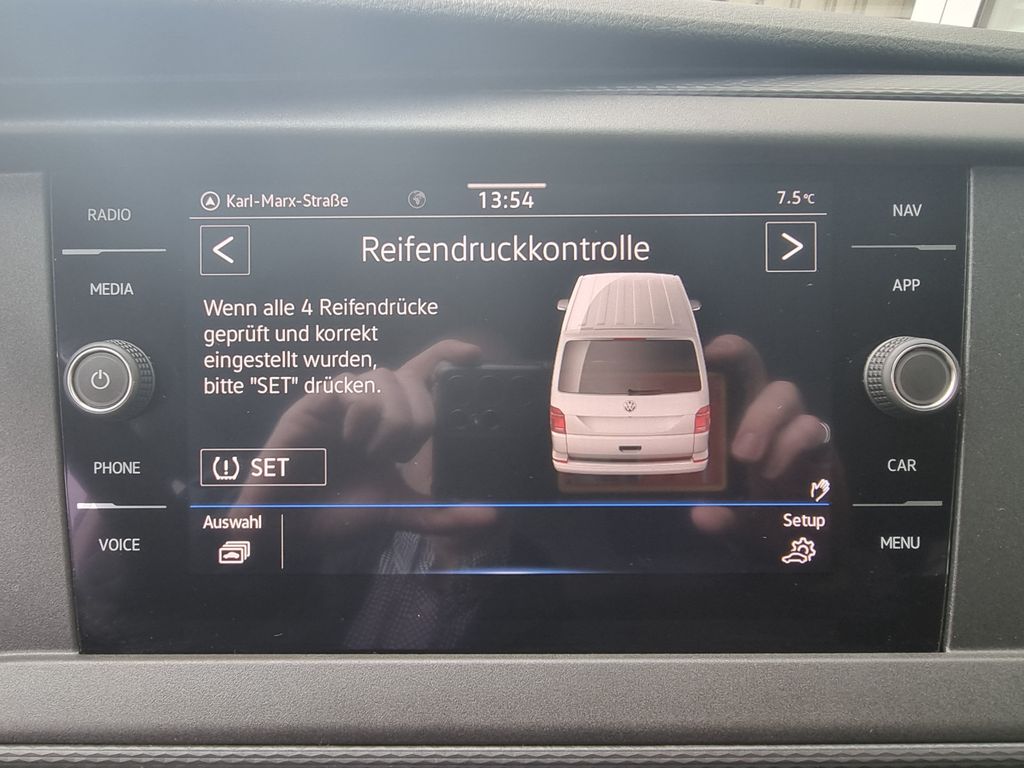 Karl-Marx-Straße
13:54
7.5°C
RADIO
MEDIA
PHONE
VOICE
Reifendruckkontrolle
Wenn alle 4 Reifendrücke
geprüft und korrekt
eingestellt wurden,
bitte "SET" drücken.
SET
Auswahl
Setup
NAV
APP
CAR
MENU